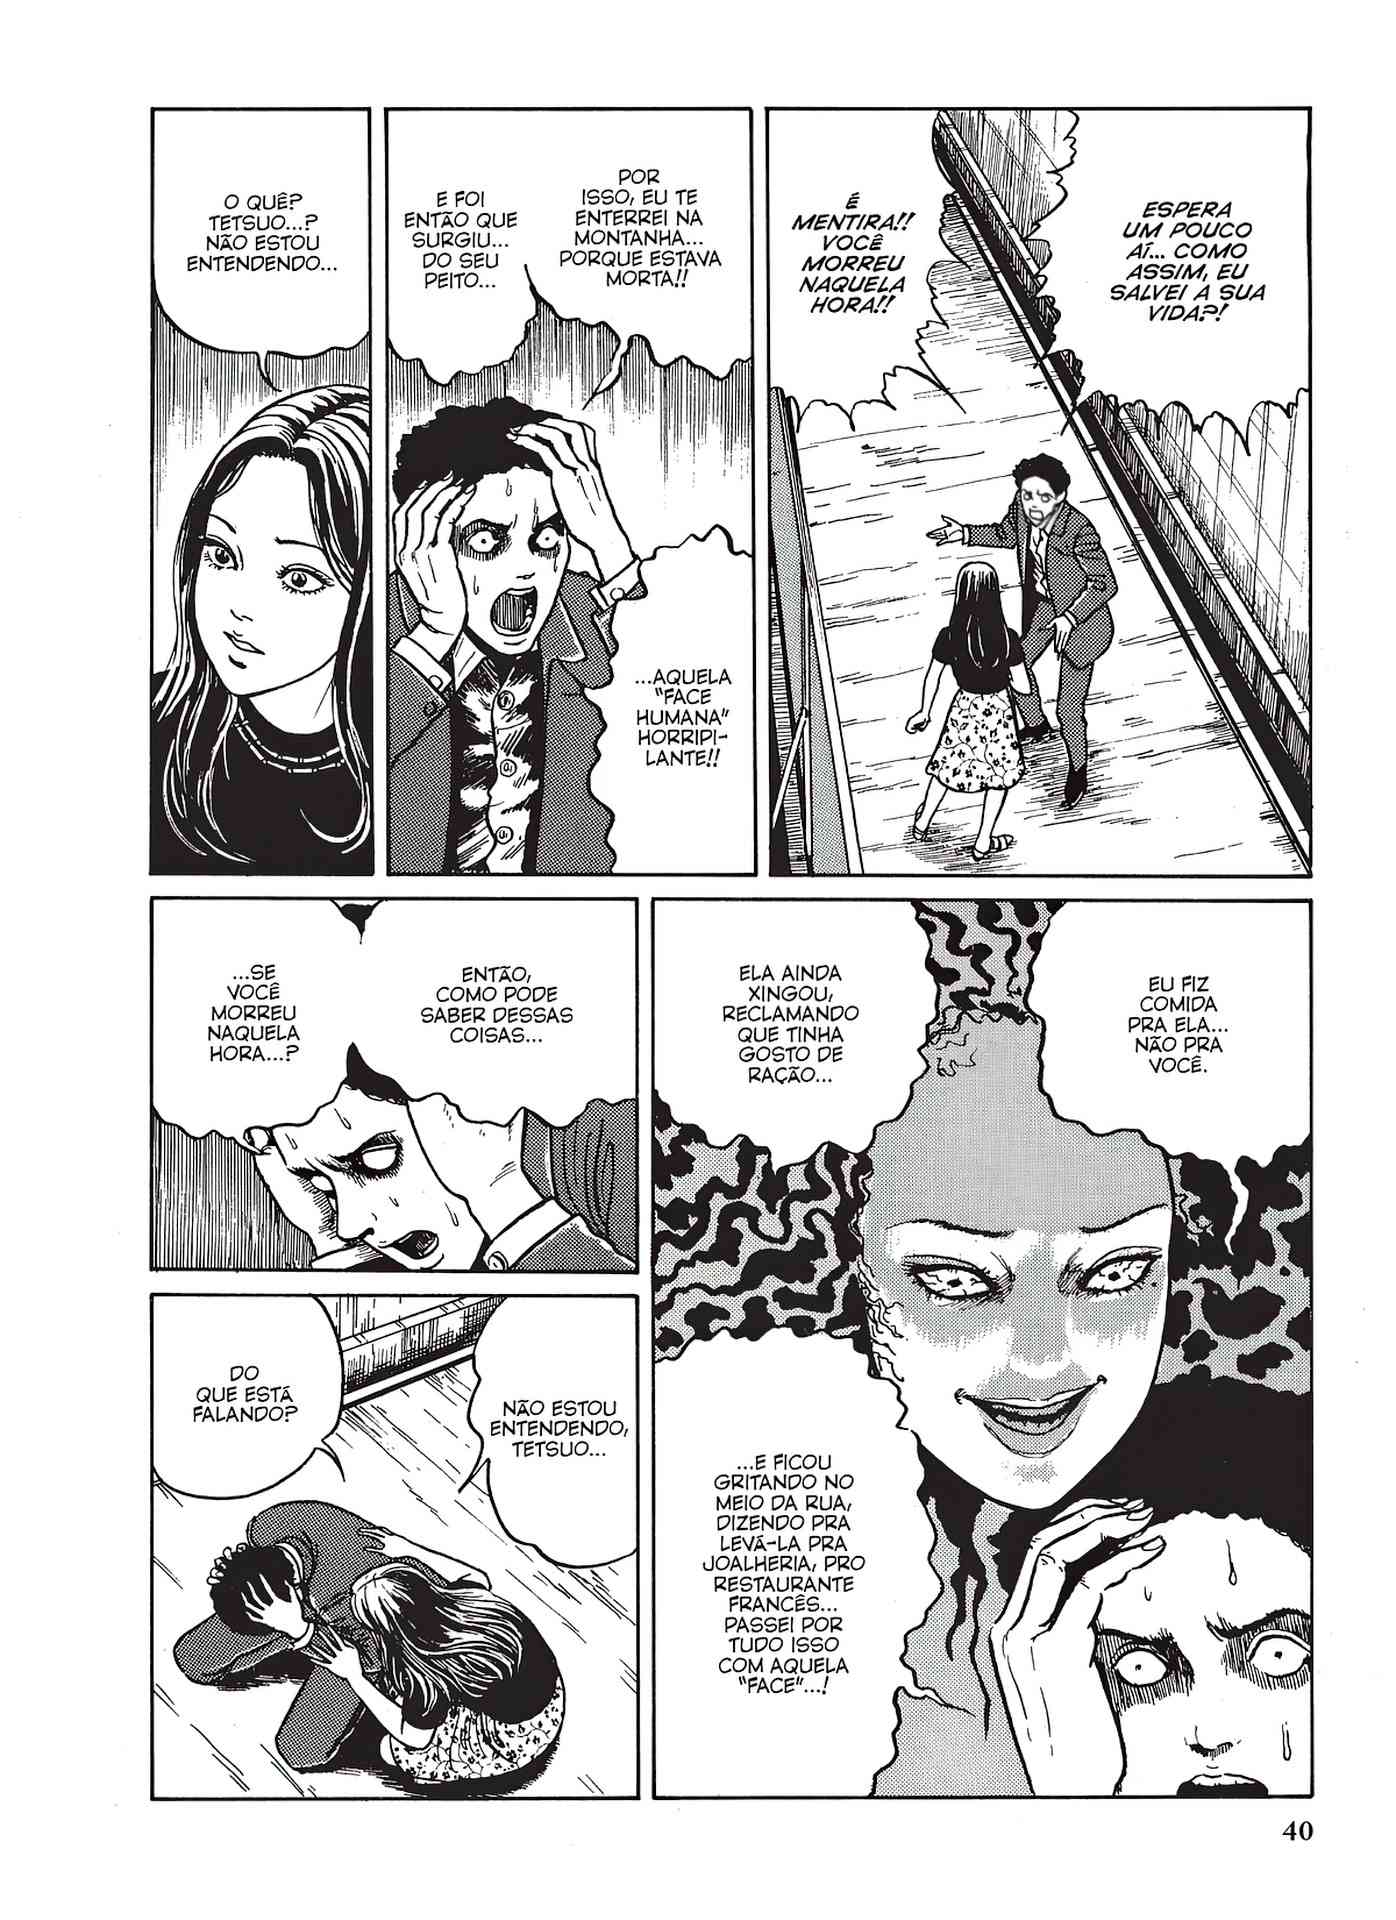 ESPERA
UM POUCO
AÍ... COMO
ASSIM, EU
SALVEI A SUA
VIDA?!
É
MENTIRA!!
VOCÊ
MORREU
NAQUELA
HORA!!
POR
ISSO, EU TE
ENTERREI NA
MONTANHA...
PORQUE ESTAVA
MORTA!!
E FOI
ENTÃO QUE
SURGIU...
DO SEU
PEITO...
...AQUELA
"FACE
HUMANA"
HORRIPI-
LANTE!!
O QUÊ?
TETSUO...?
NÃO ESTOU
ENTENDENDO...
EU FIZ
COMIDA
PRA ELA...
NÃO PRA
VOCÊ.
ELA AINDA
XINGOU,
RECLAMANDO
QUE TINHA
GOSTO DE
RAÇÃO...
...E FICOU
GRITANDO NO
MEIO DA RUA,
DIZENDO PRA
LEVÁ-LA PRA
JOALHERIA, PRO
RESTAURANTE
FRANCÊS...
PASSEI POR
TUDO ISSO
COM AQUELA
"FACE"...!
ENTÃO,
COMO PODE
SABER DESSAS
COISAS...
...SE
VOCÊ
MORREU
NAQUELA
HORA...?
NÃO ESTOU
ENTENDENDO,
TETSUO...
DO
QUE ESTÁ
FALANDO?
40